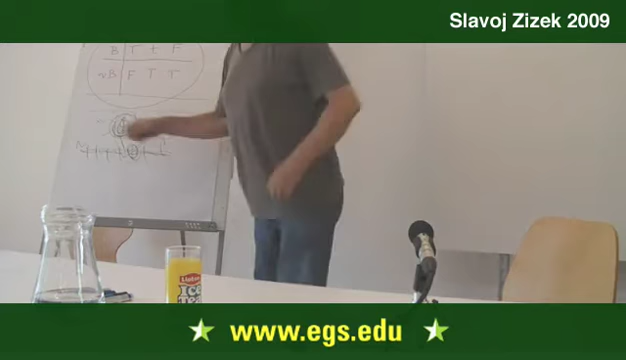 Slavoj Zizek 2009
B T t F
~B F T T
Lipton
ICE
TEA
www.egs.edu